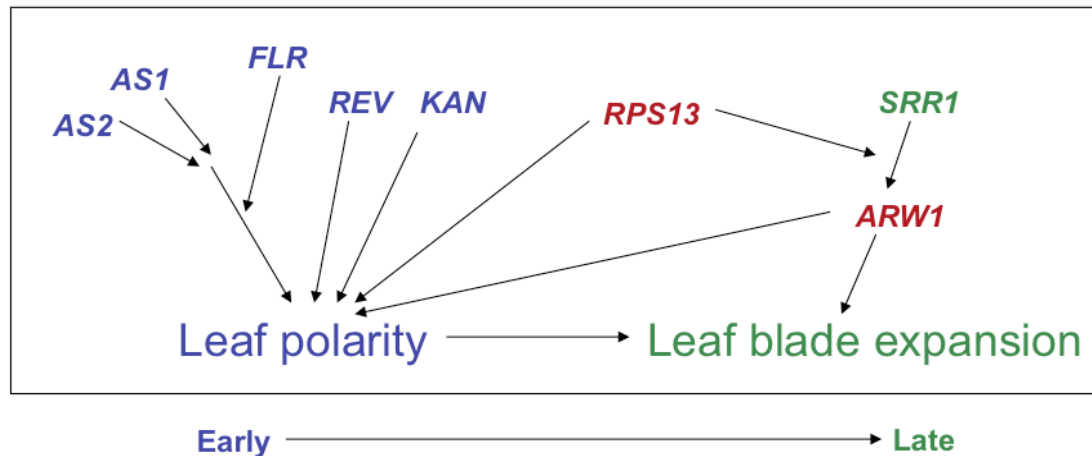 FLR
AS1
REV KAN RPS13 SRR1
AS2
ARW1
Leaf polarity Leaf blade expansion
Early Late